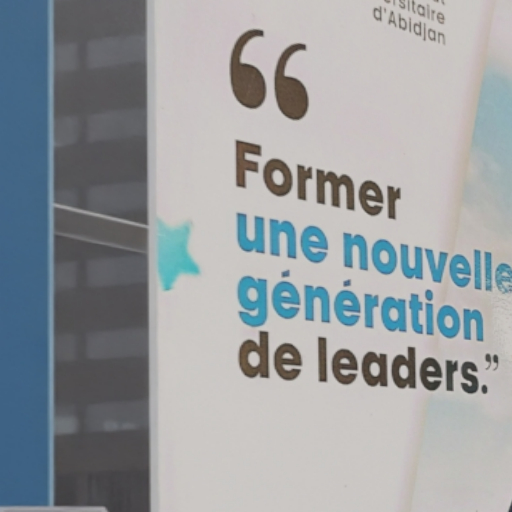 d'Abidjan
“
Former
une nouvelle
génération
de leaders.”